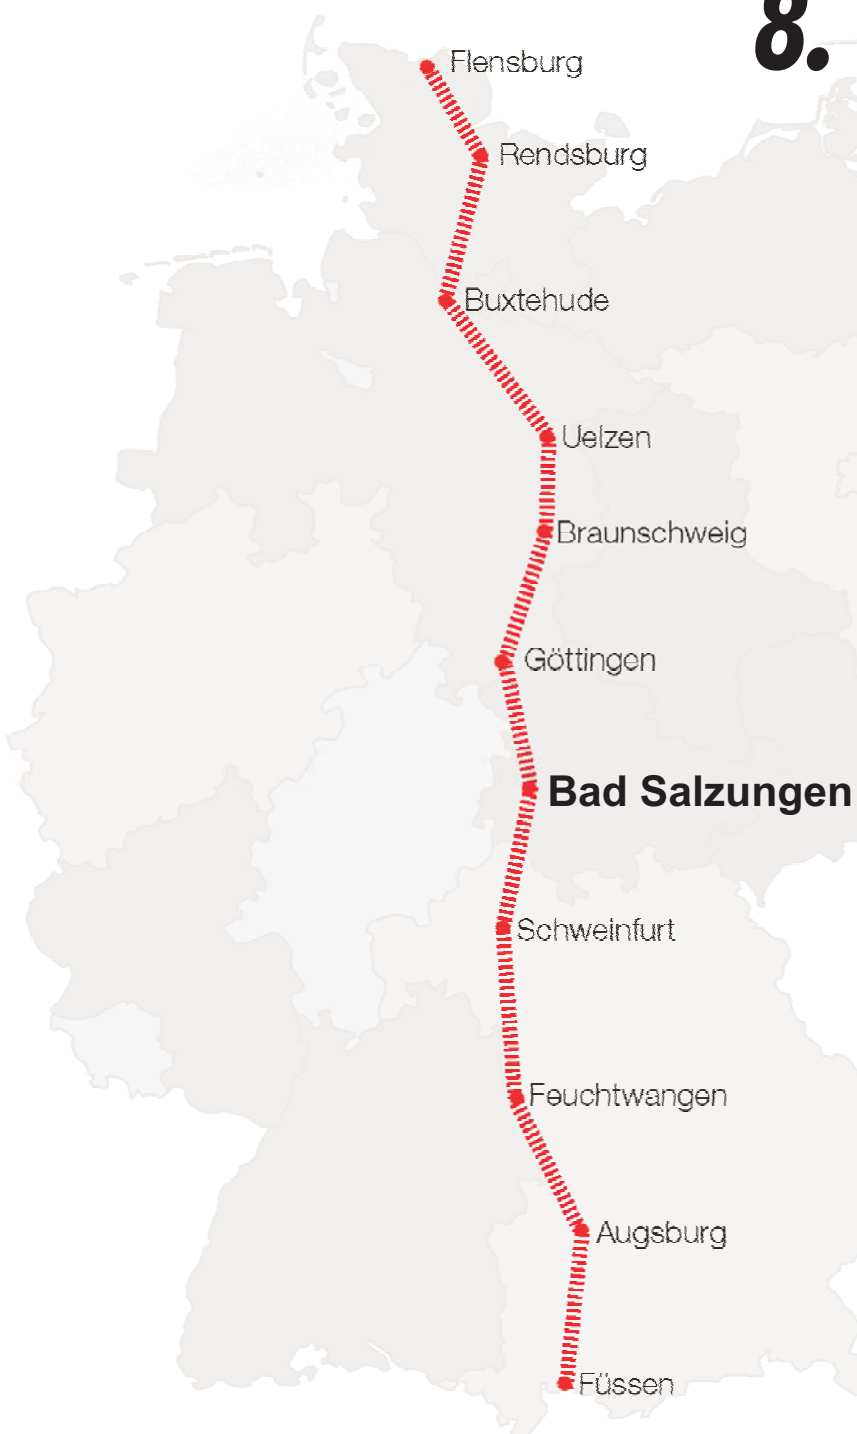 8.
Flensburg
Rendsburg
Buxtehude
Uelzen
Braunschweig
Göttingen
Bad Salzungen
Schweinfurt
Feuchtwangen
Augsburg
Füssen